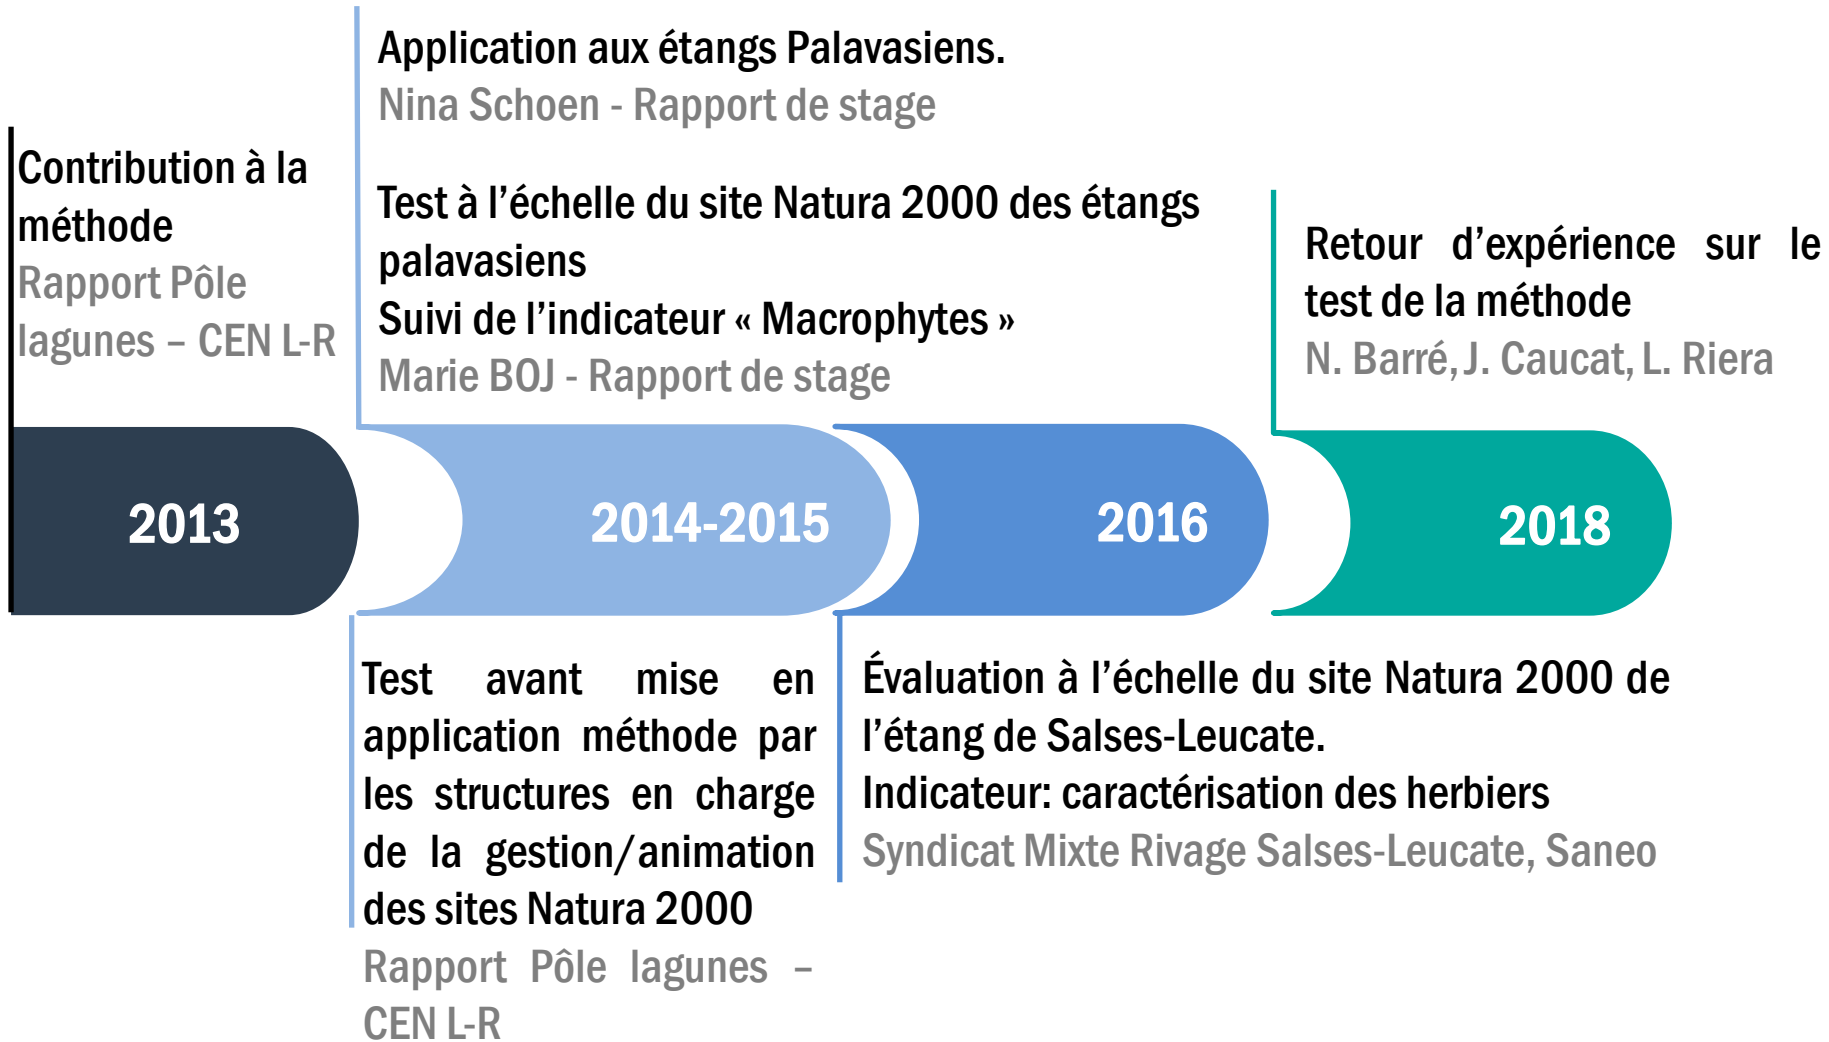 Contribution à la
méthode
Rapport Pôle
lagunes – CEN L-R
Application aux étangs Palavasiens.
Nina Schoen - Rapport de stage
Test à l’échelle du site Natura 2000 des étangs
palavasiens
Suivi de l’indicateur « Macrophytes »
Marie BOJ - Rapport de stage
Retour d’expérience sur le
test de la méthode
N. Barré, J. Caucat, L. Riera
2013
2014-2015
2016
2018
Test avant mise en
application méthode par
les structures en charge
de la gestion/animation
des sites Natura 2000
Rapport Pôle lagunes –
CEN L-R
Évaluation à l’échelle du site Natura 2000 de
l’étang de Salses-Leucate.
Indicateur: caractérisation des herbiers
Syndicat Mixte Rivage Salses-Leucate, Saneo